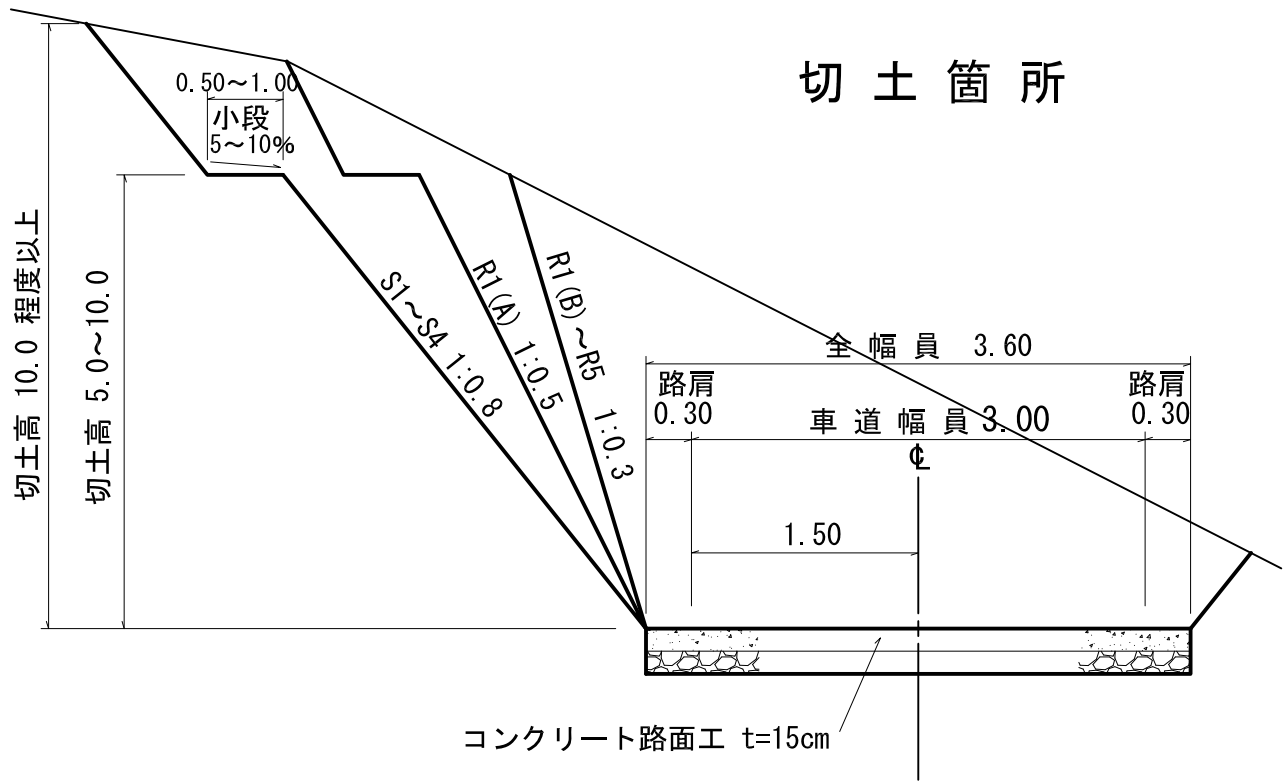 切土箇所
0.50～1.00
小段
5～10%
切土高 10.0 程度以上
切土高 5.0～10.0
S1～S4 1:0.8
R1(A) 1:0.5
R1(B)～R5 1:0.3
全幅員 3.60
路肩
0.30
車道幅員 3.00
路肩
0.30
℄
1.50
コンクリート路面工 t=15cm